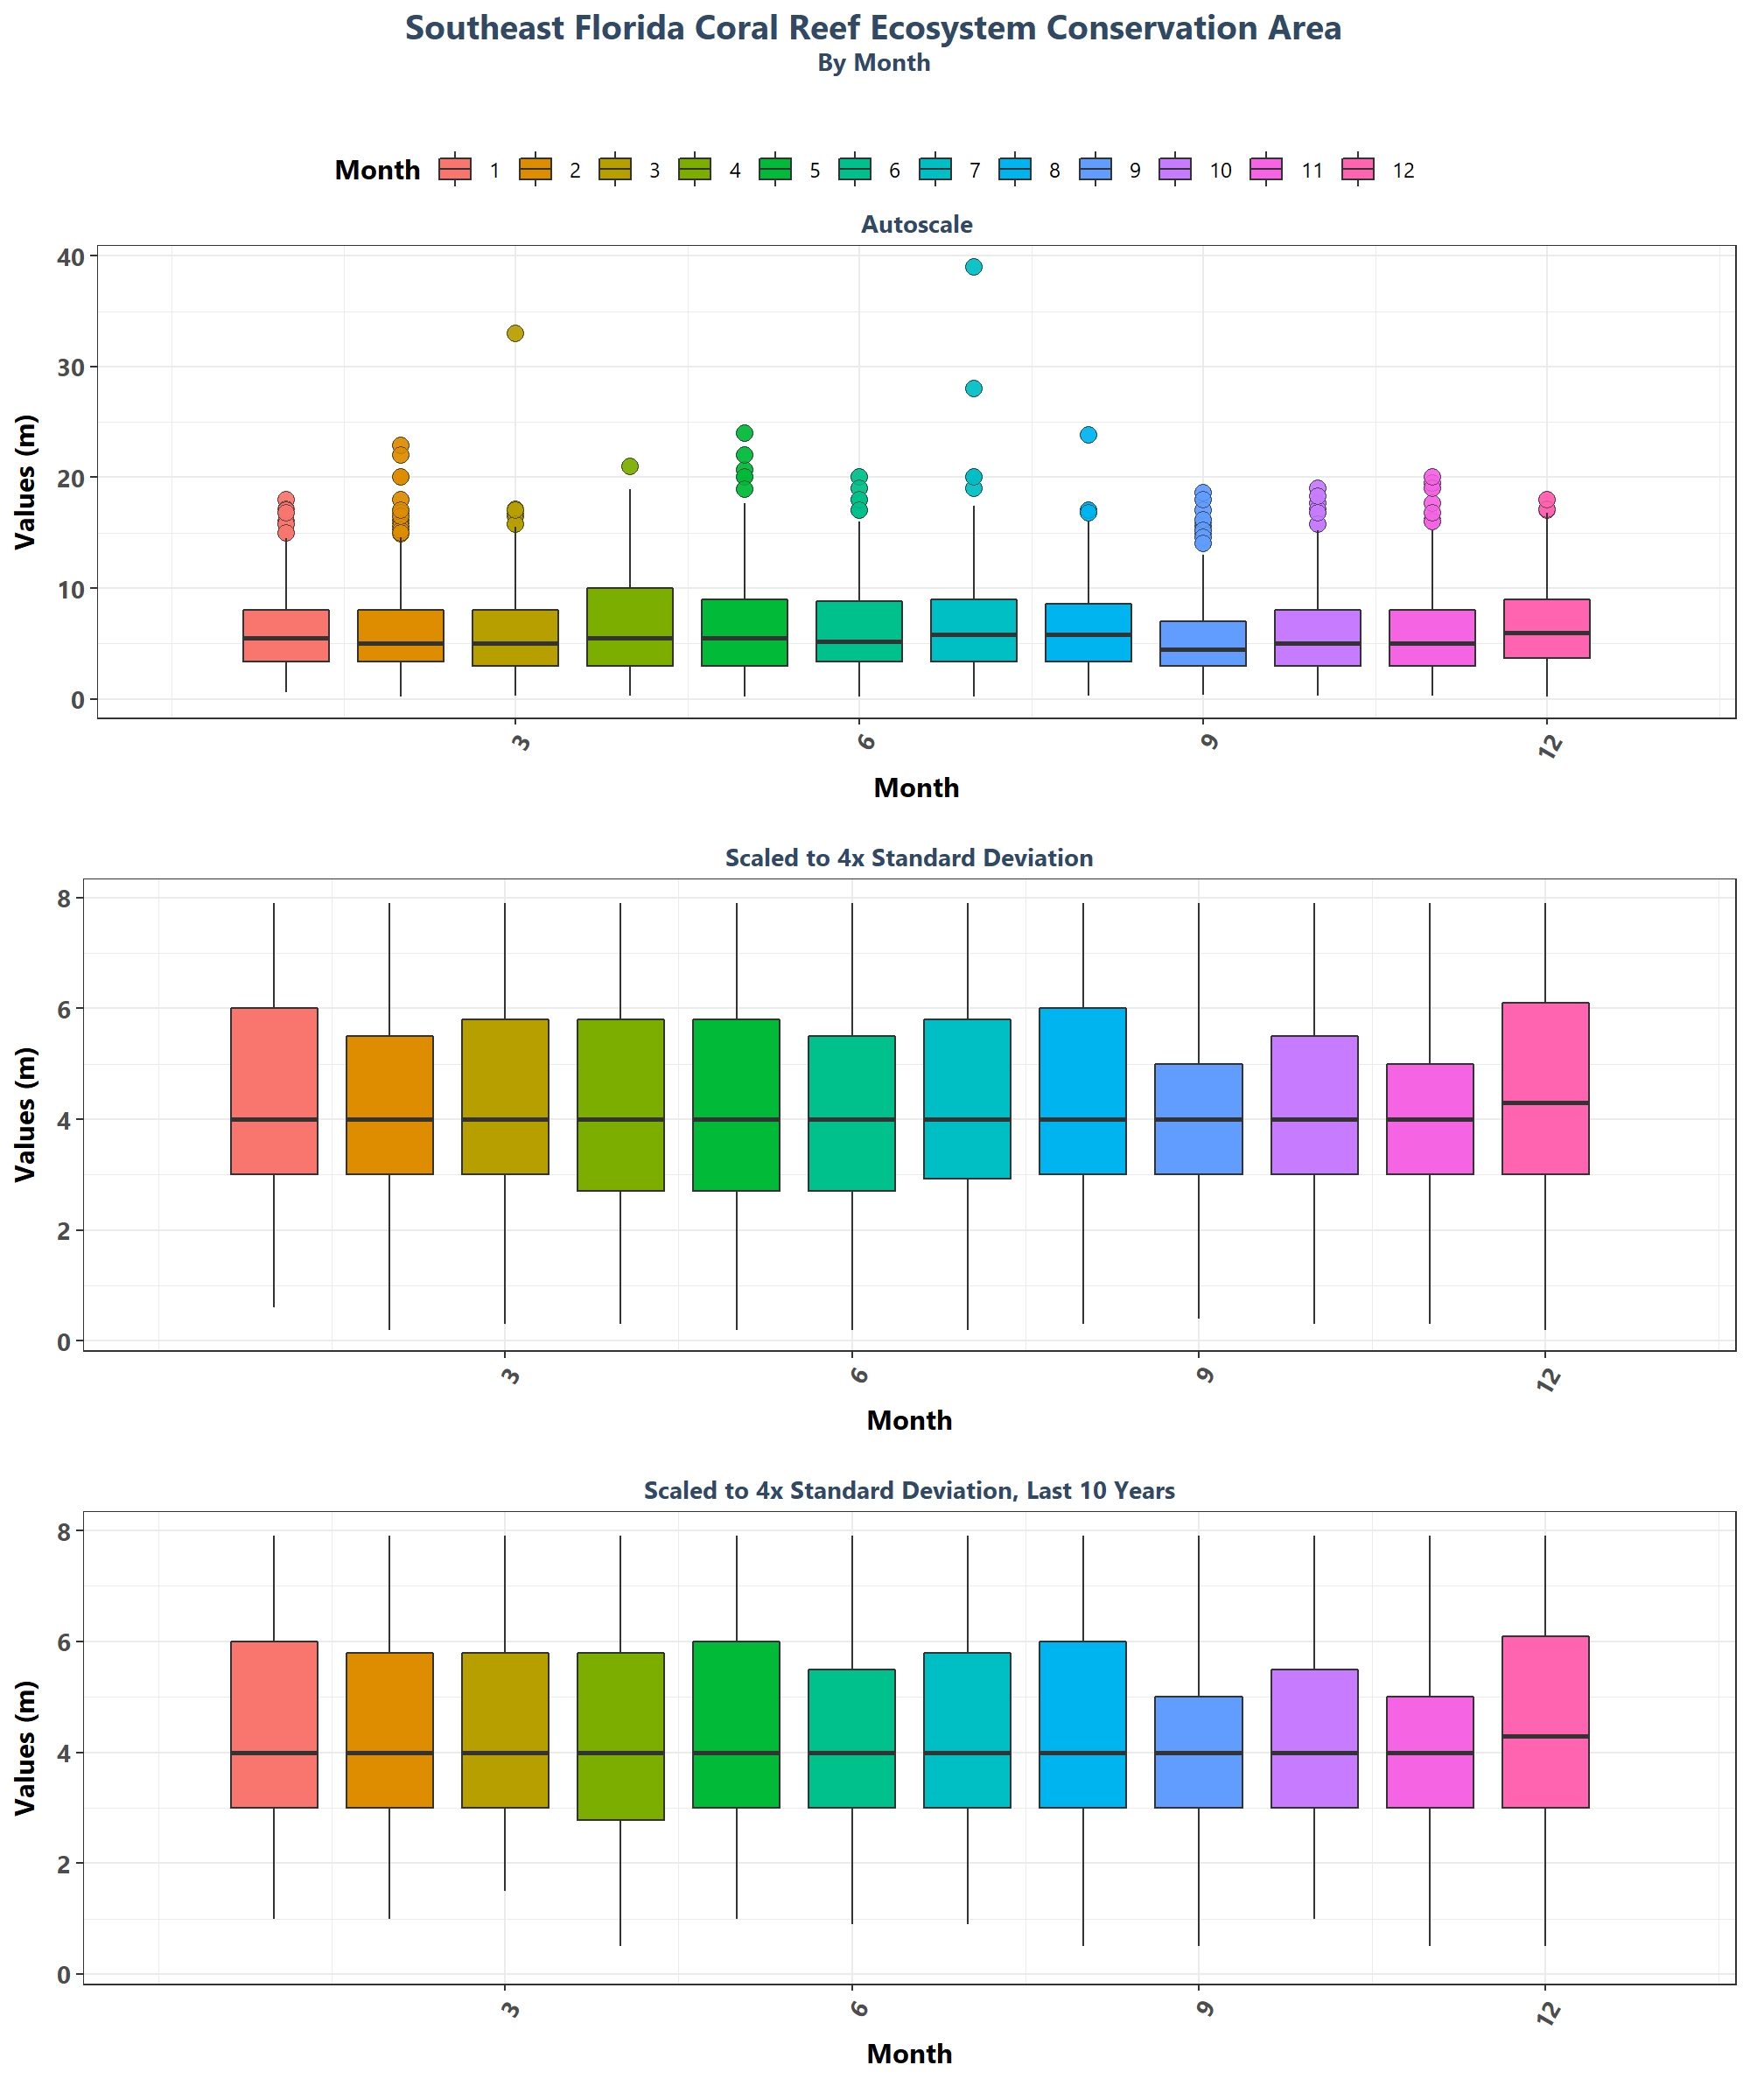 Southeast Florida Coral Reef Ecosystem Conservation Area
By Month
Month 1 2 3 4 5 6 7 8 9 10 11 12
Autoscale
40
30
20
10
0
Values (m)
3 6 9 12
Month
Scaled to 4x Standard Deviation
8
6
4
2
0
Values (m)
3 6 9 12
Month
Scaled to 4x Standard Deviation, Last 10 Years
8
6
4
2
0
Values (m)
3 6 9 12
Month